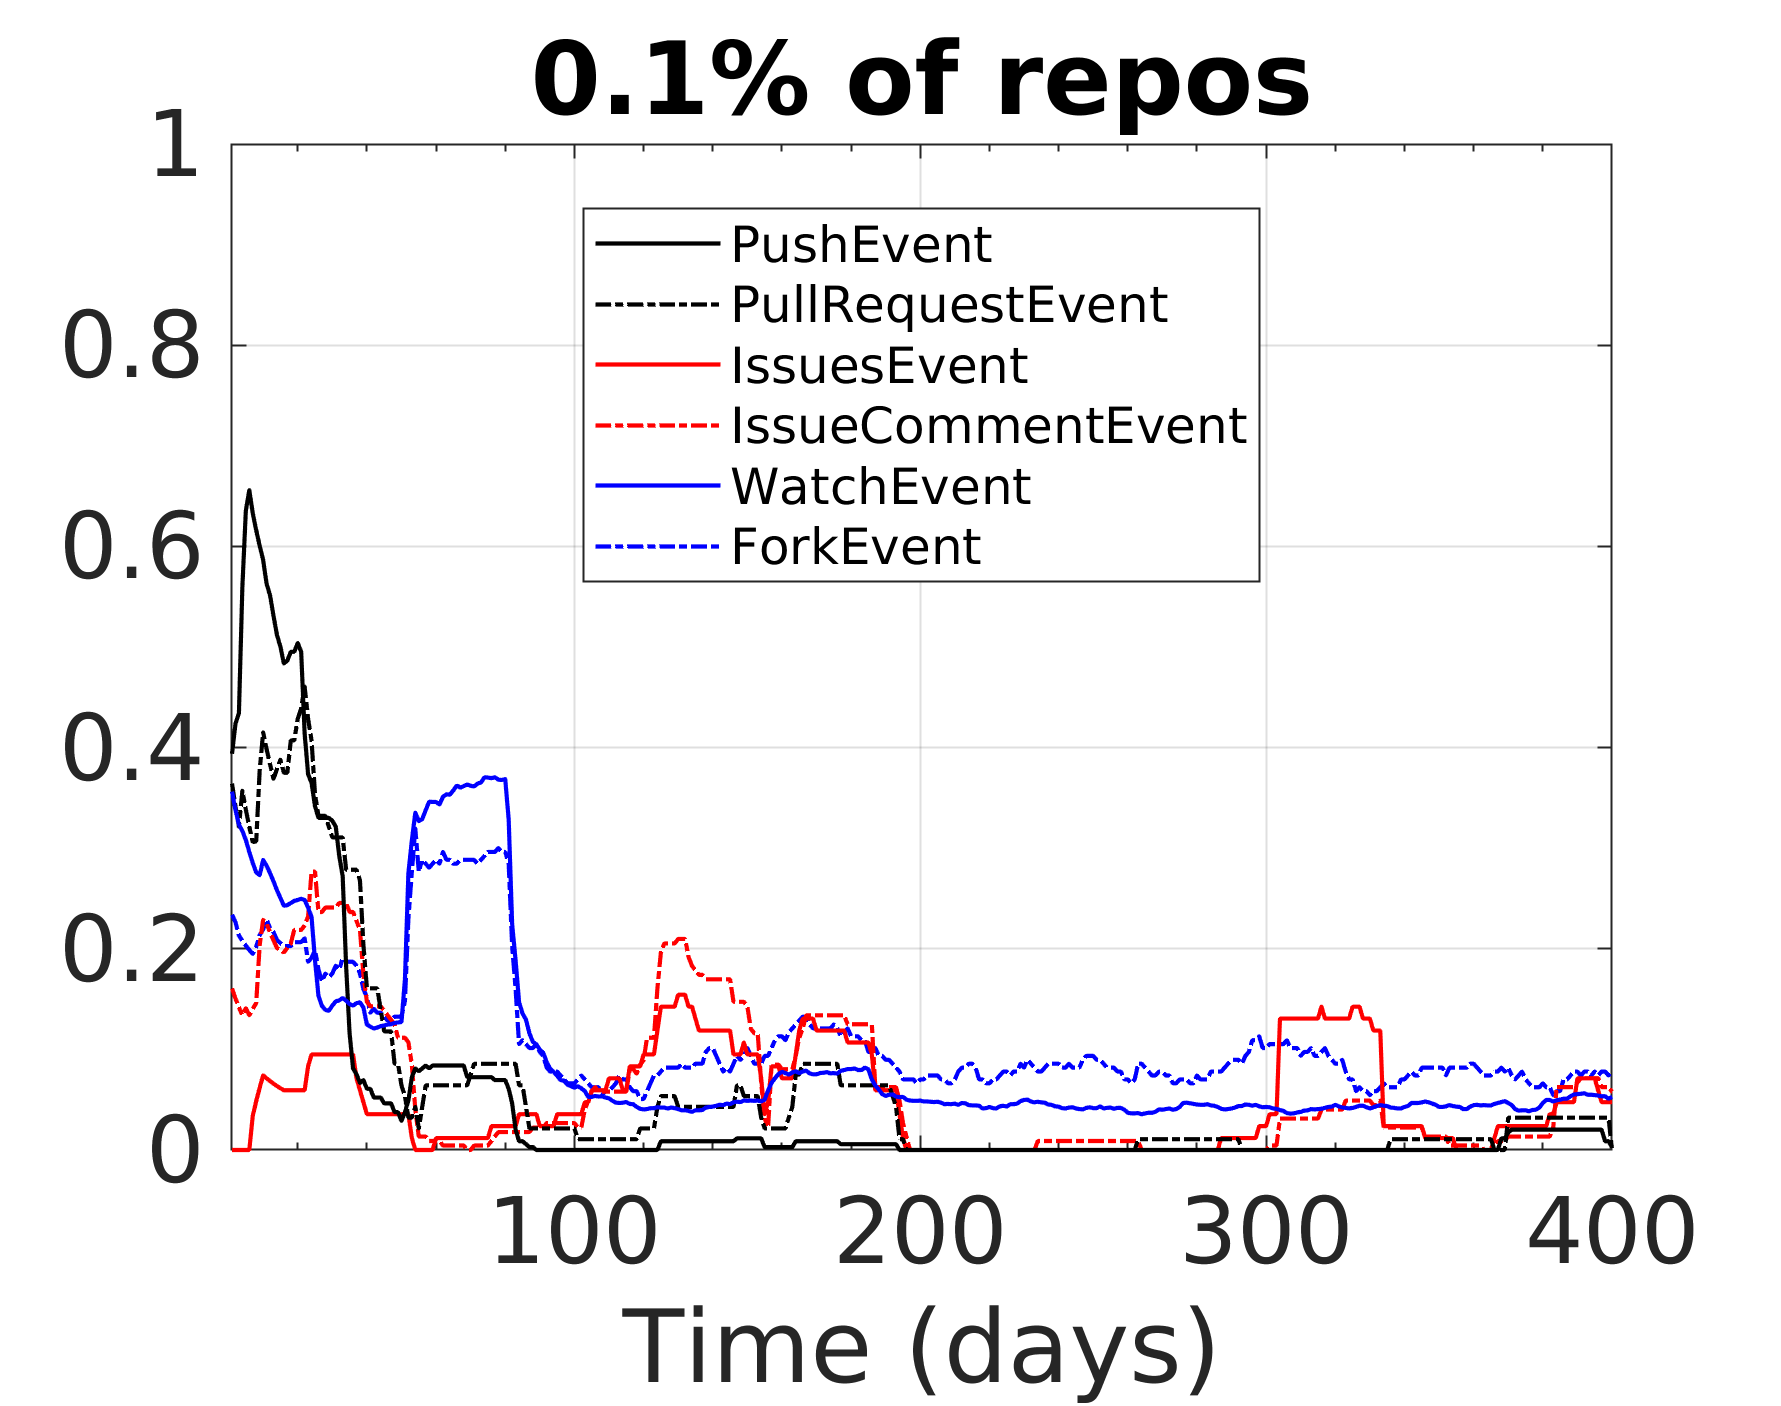 0.1% of repos
1
0.8
0.6
0.4
0.2
0
PushEvent
PullRequestEvent
IssuesEvent
IssueCommentEvent
WatchEvent
ForkEvent
100 200 300 400
Time (days)